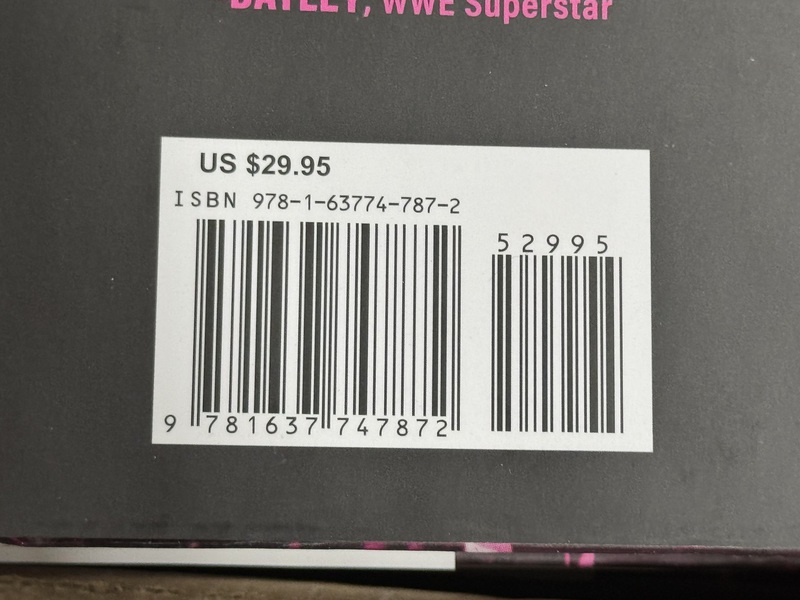 BAYLEY, WWE Superstar
US $29.95
ISBN 978-1-63774-787-2
52995
9 781637 747872